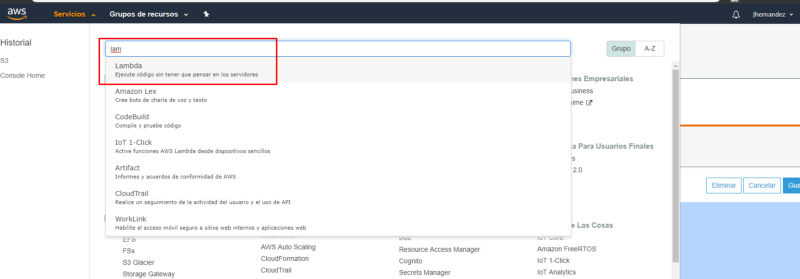 aws
Servicios
Grupos de recursos
jhernandez
Historial
S3
Console Home
lam
Grupo
A-Z
Lambda
Ejecute código sin tener que pensar en los servidores
Amazon Lex
Cree bots de charla de voz y texto
CodeBuild
Compile y pruebe código
IoT 1-Click
Active funciones AWS Lambda desde dispositivos sencillos
Artifact
Informes y acuerdos de conformidad de AWS
CloudTrail
Realice un seguimiento de la actividad del usuario y el uso de API
WorkLink
Habilite el acceso móvil seguro a sitios web internos y aplicaciones web
nes Empresariales
usiness
ime
a Para Usuarios Finales
s
2.0
De Las Cosas
Eliminar
Cancelar
Gua
EFS
FSx
S3 Glacier
Storage Gateway
AWS Auto Scaling
CloudFormation
CloudTrail
Resource Access Manager
Cognito
Secrets Manager
IoT Core
Amazon FreeRTOS
IoT 1-Click
IoT Analytics